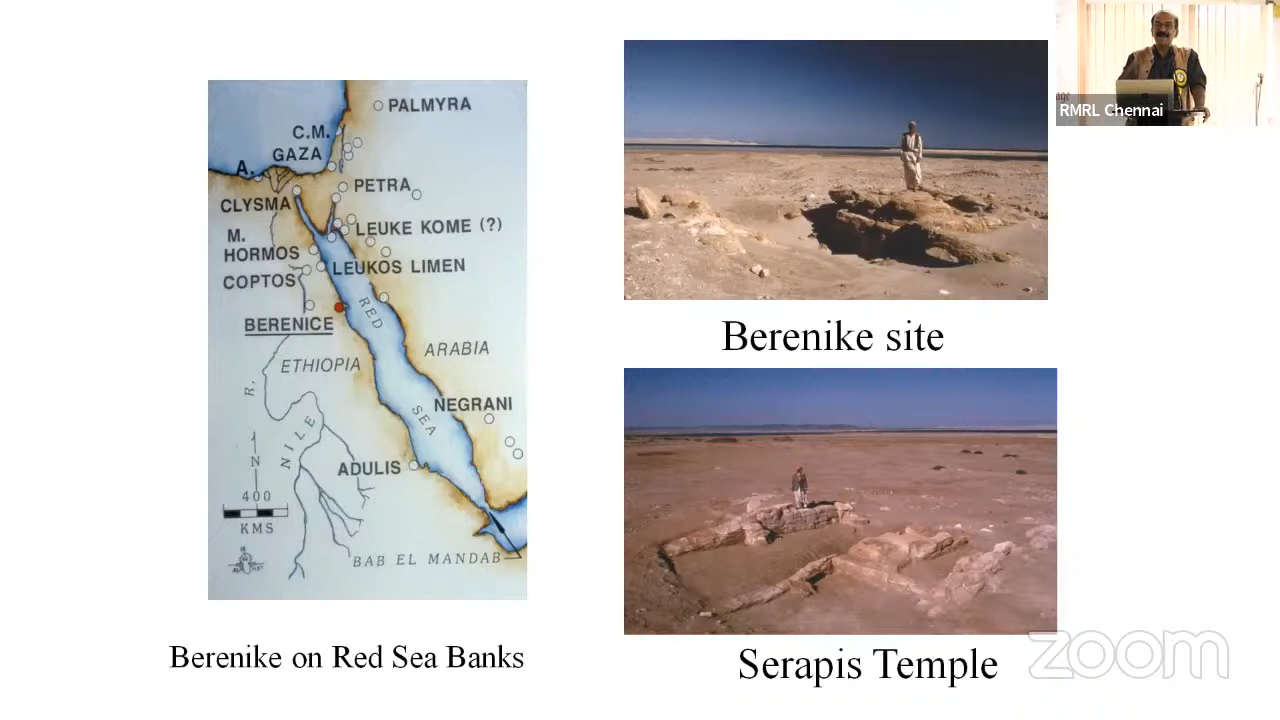 PALMYRA
C.M.
GAZA
A.
PETRA
CLYSMA
LEUKE KOME (?)
M.
HORMOS
LEUKOS LIMEN
COPTOS
RED
BERENICE
ARABIA
ETHIOPIA
R.
NEGRANI
SEA
NILE
N
ADULIS
400
KMS
BAB EL MANDAB
Berenike on Red Sea Banks
Berenike site
Serapis Temple
RMRL Chennai
zoom